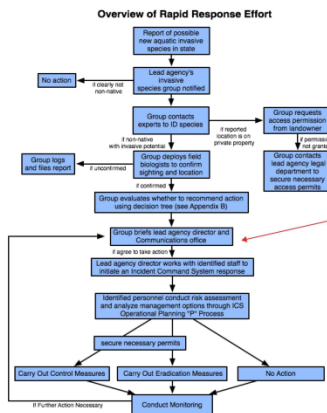 Overview of Rapid Response Effort
Report of possible
new aquatic invasive
species in state
No action
if clearly not
non-native
Lead agency's
invasive
species group notified
Group contacts
experts to ID species
if reported
location is on
private property
Group requests
access permission
from landowner
if non-native
with invasive potential
if permiss
not grante
Group logs
and files report
if unconfirmed
Group deploys field
biologists to confirm
sighting and location
Group contacts
lead agency legal
department to
secure necessary
access permits
if confirmed
Group evaluates whether to recommend action
using decision tree (see Appendix B)
Group briefs lead agency director and
Communications office
if agree to take action
Lead agency director works with identified staff to
initiate an Incident Command System response
Identified personnel conduct risk assessment
and analyze management options through ICS
Operational Planning "P" Process
secure necessary permits
Carry Out Control Measures
Carry Out Eradication Measures
No Action
If Further Action Necessary
Conduct Monitoring